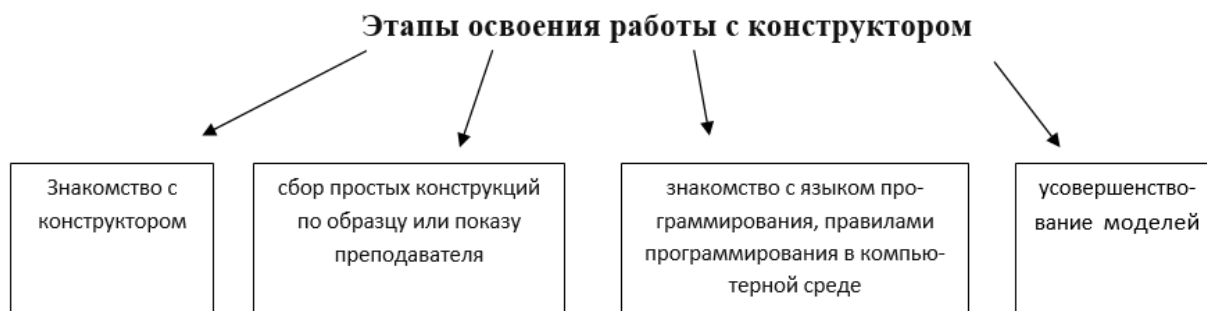 Этапы освоения работы с конструктором
Знакомство с
конструктором
сбор простых конструкций
по образцу или показу
преподавателя
знакомство с языком про-
граммирования, правилами
программирования в компью-
терной среде
усовершенство-
вание моделей